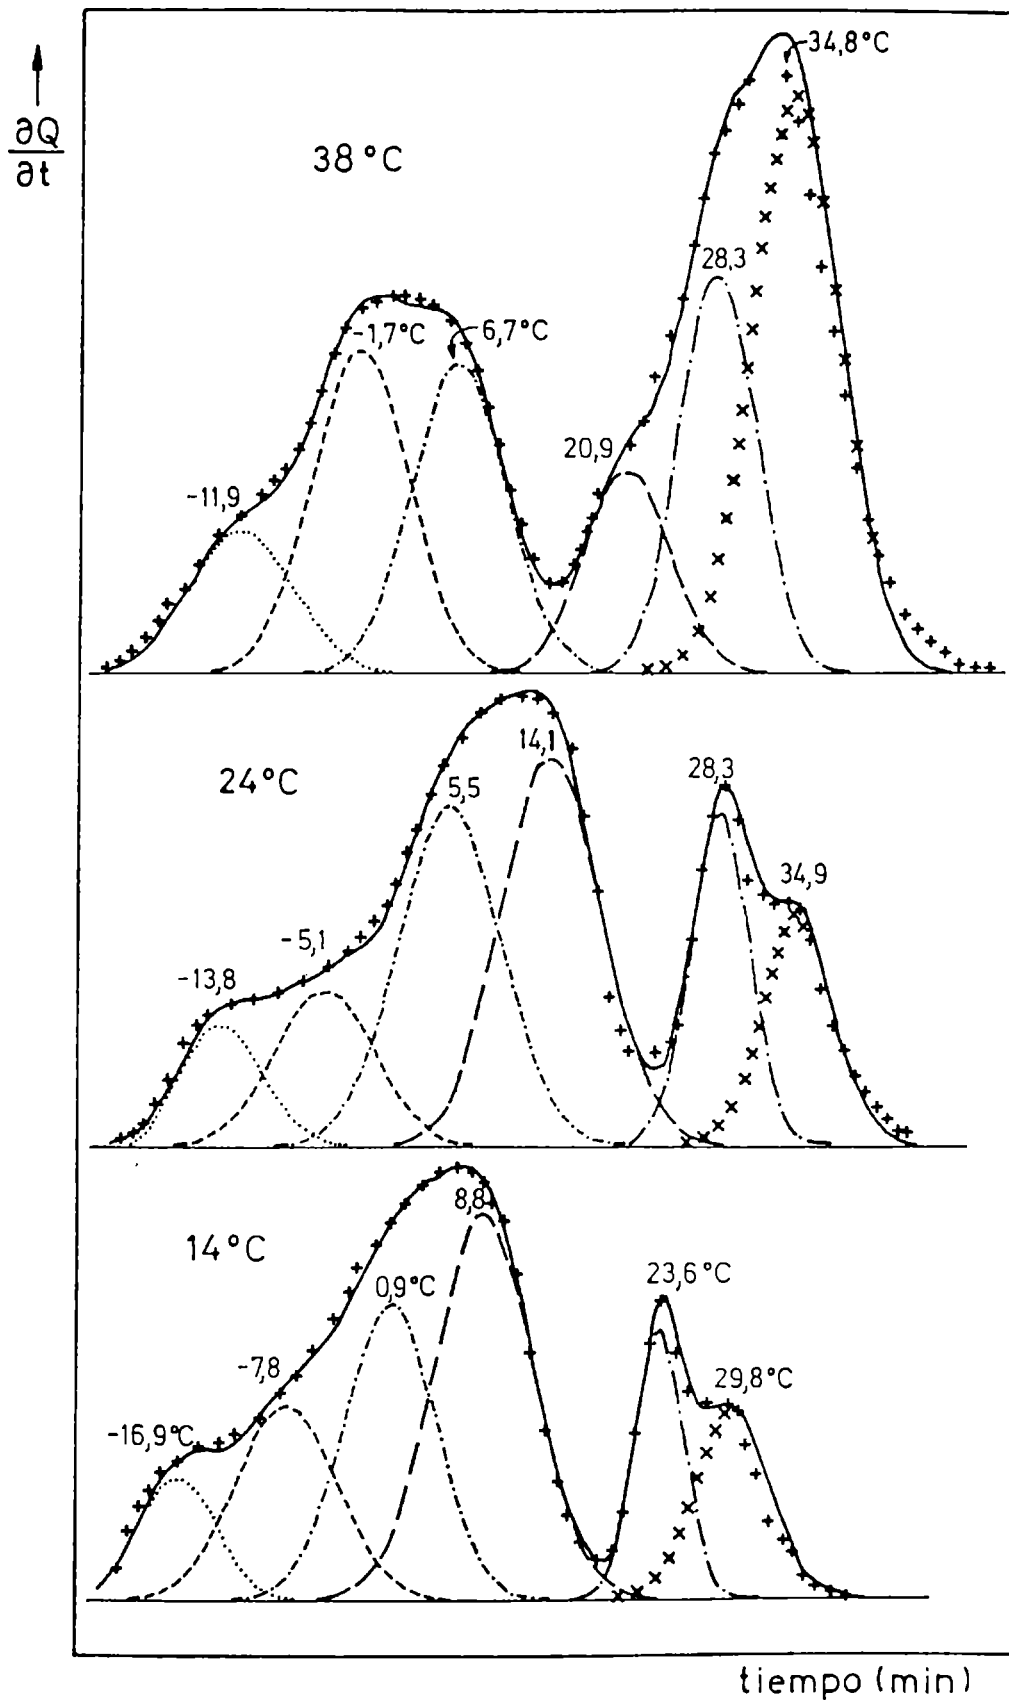 ∂Q
∂t
38°C
34,8°C
28,3
-1,7°C
6,7°C
20,9
-11,9
24°C
14,1
28,3
5,5
34,9
-5,1
-13,8
14°C
8,8
0,9°C
23,6°C
-7,8
29,8°C
-16,9°C
tiempo (min)